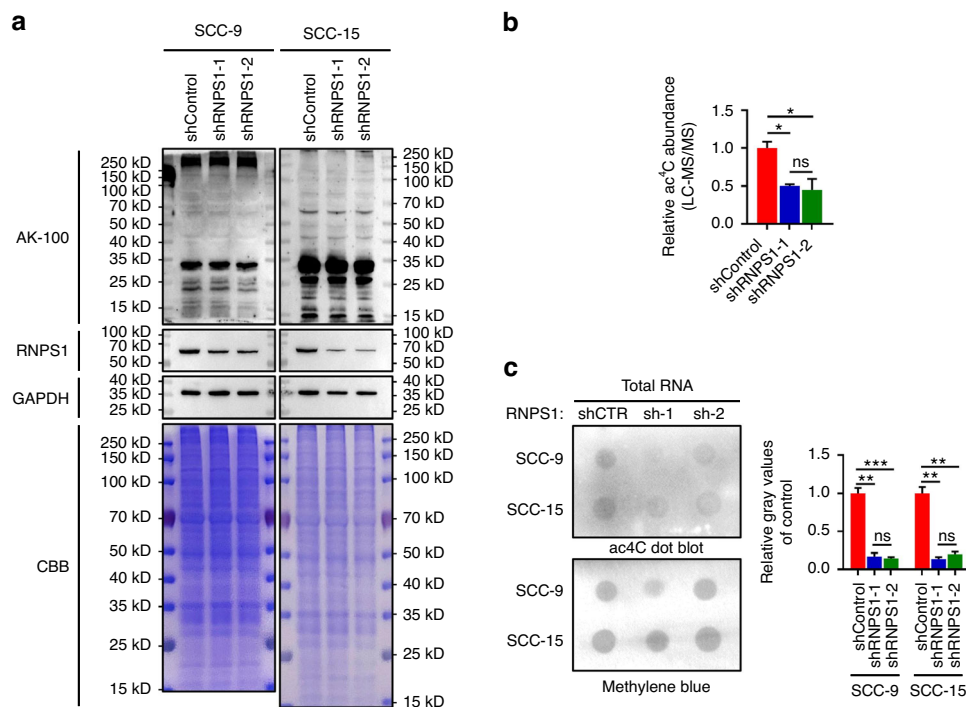 a
SCC-9 SCC-15
shControl shRNPS1-1 shRNPS1-2 shControl shRNPS1-1 shRNPS1-2
AK-100
250 kD 250 kD
150 kD 150 kD
100 kD 100 kD
70 kD 70 kD
50 kD 50 kD
40 kD 40 kD
35 kD 35 kD
25 kD 25 kD
15 kD 15 kD
RNPS1
100 kD 100 kD
70 kD 70 kD
50 kD 50 kD
GAPDH
40 kD 40 kD
35 kD 35 kD
25 kD 25 kD
CBB
250 kD 250 kD
150 kD 150 kD
100 kD 100 kD
70 kD 70 kD
50 kD 50 kD
40 kD 40 kD
35 kD 35 kD
25 kD 25 kD
15 kD 15 kD
b
Relative ac⁴C abundance
(LC-MS/MS)
1.5
1.0
0.5
0.0
*
*
ns
shControl
shRNPS1-1
shRNPS1-2
c
Total RNA
RNPS1: shCTR sh-1 sh-2
SCC-9
SCC-15
ac4C dot blot
SCC-9
SCC-15
Methylene blue
Relative gray values
of control
1.5
1.0
0.5
0.0
*** **
** **
ns ns
shControl shRNPS1-1 shRNPS1-2 shControl shRNPS1-1 shRNPS1-2
SCC-9 SCC-15